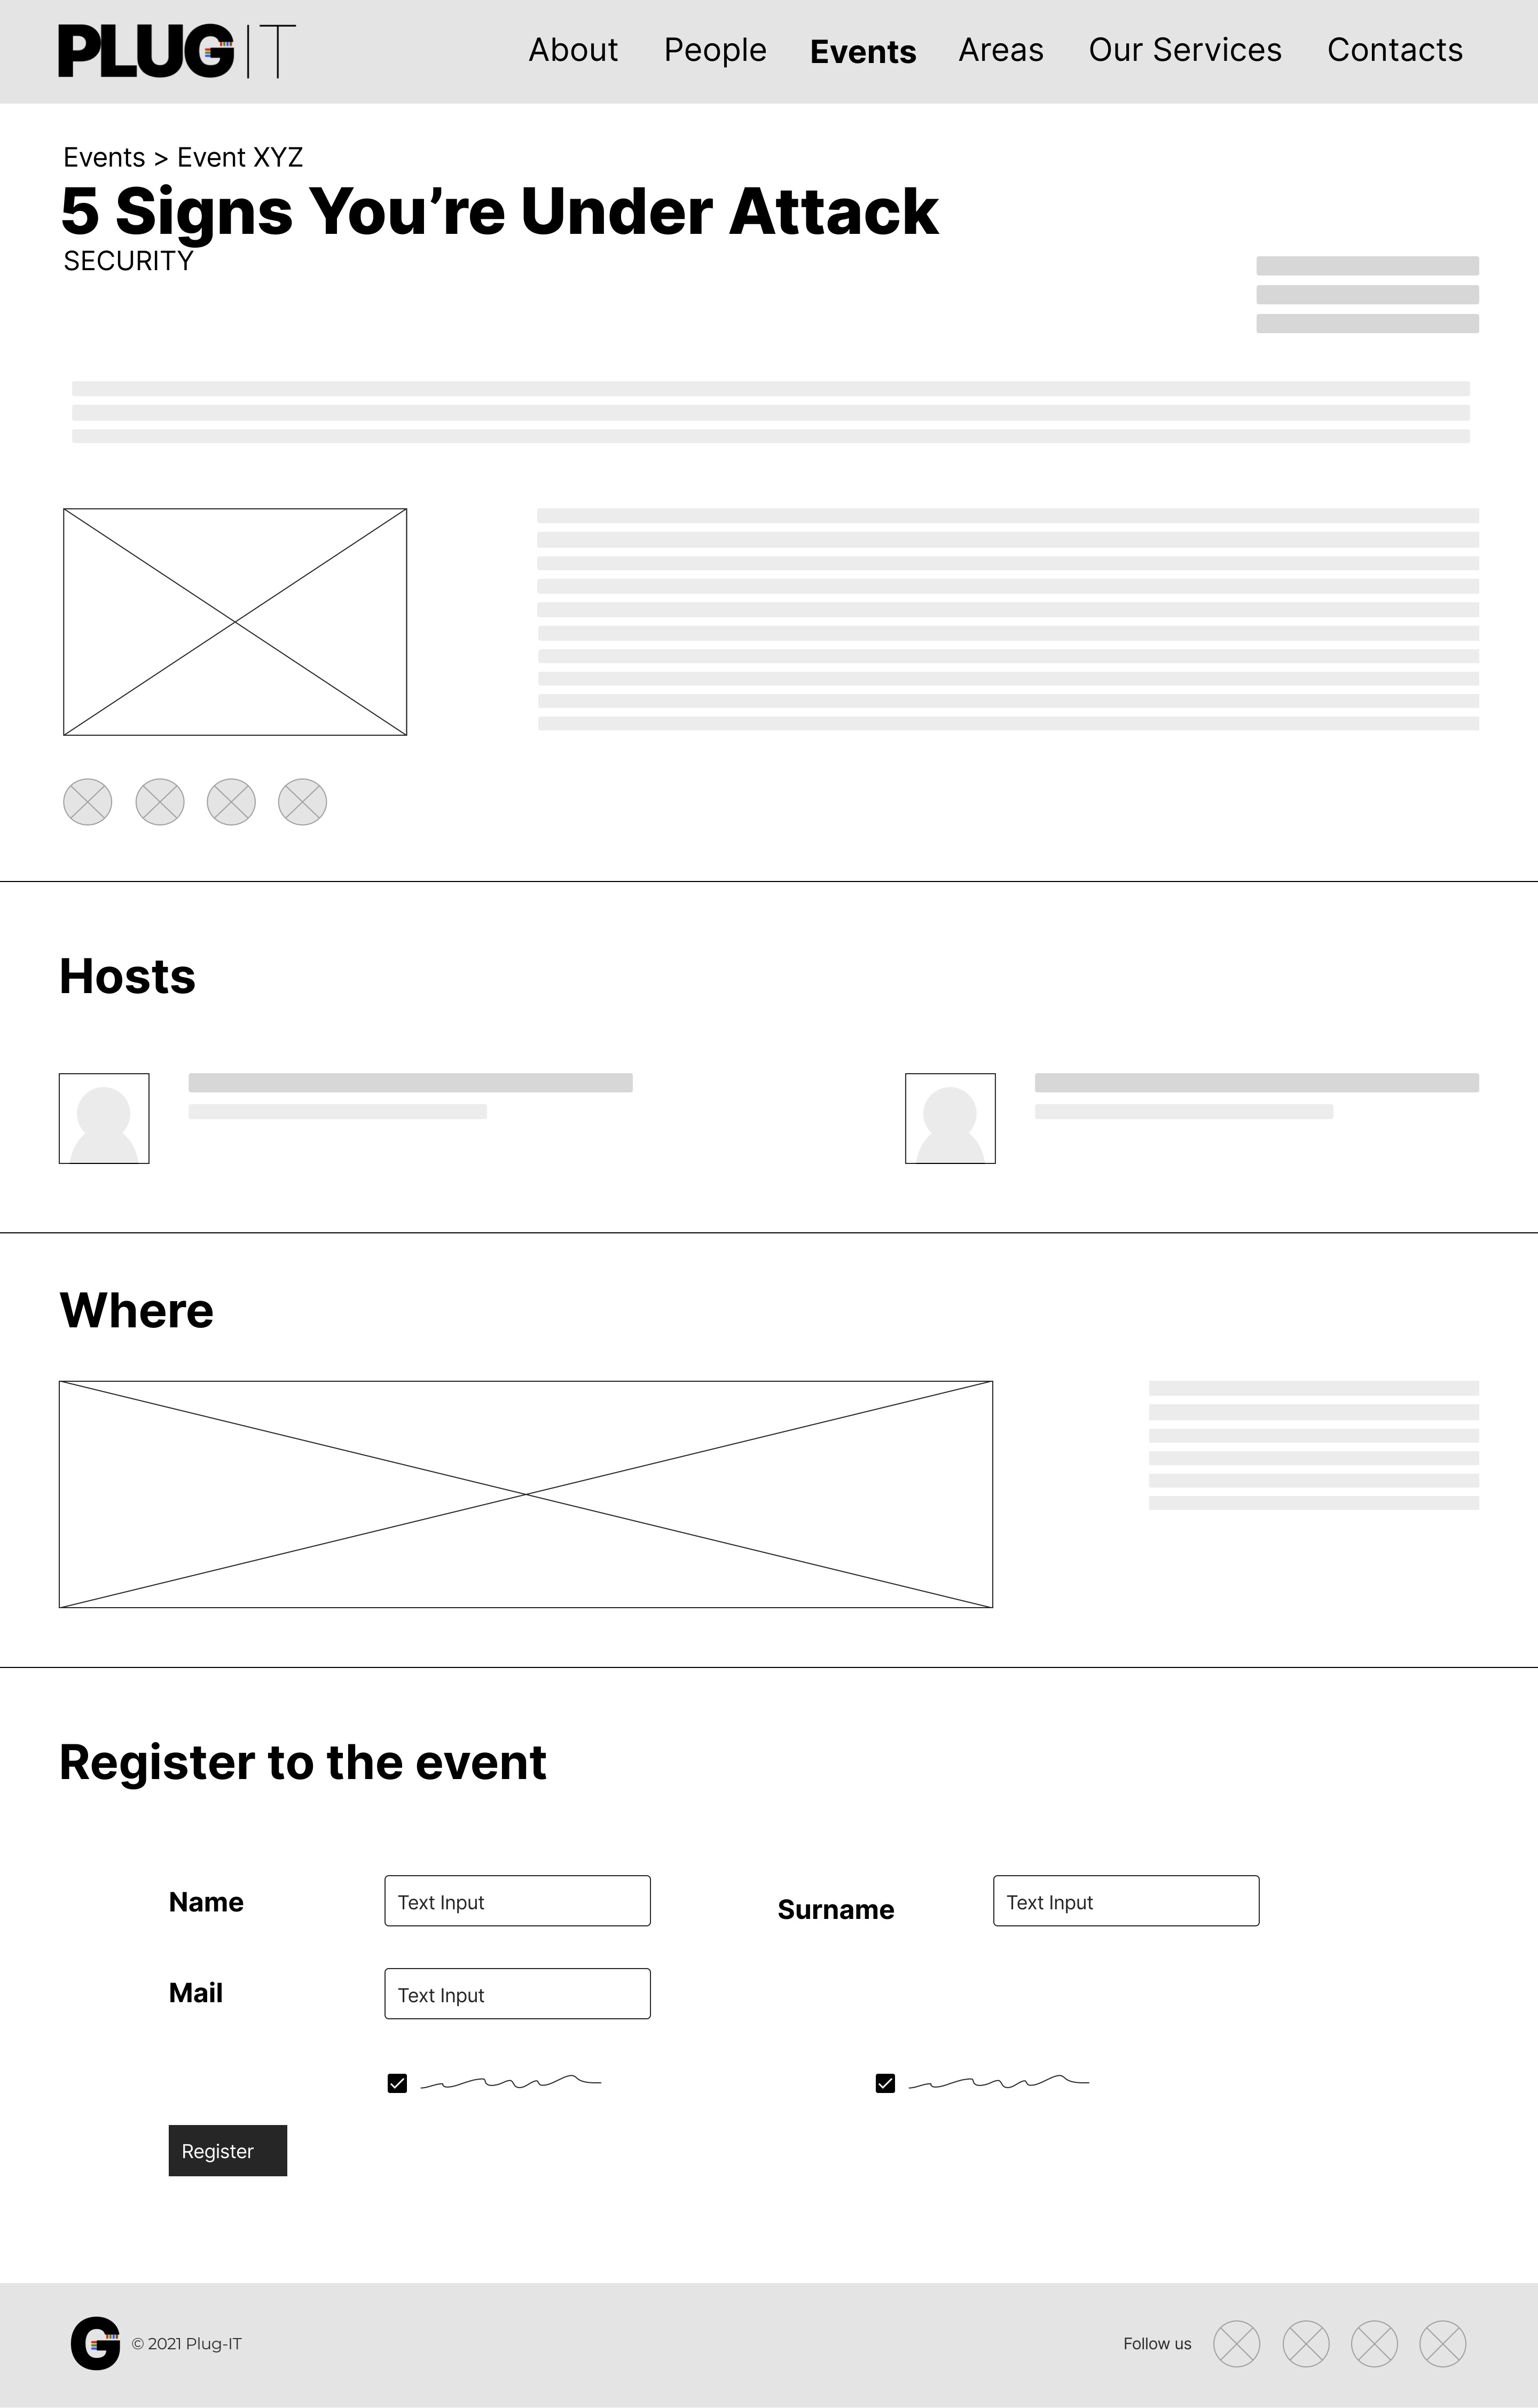 PLUG IT
About People Events Areas Our Services Contacts
Events > Event XYZ
5 Signs You’re Under Attack
SECURITY
Hosts
Where
Register to the event
Name Text Input Surname Text Input
Mail Text Input
Register
G © 2021 Plug-IT Follow us